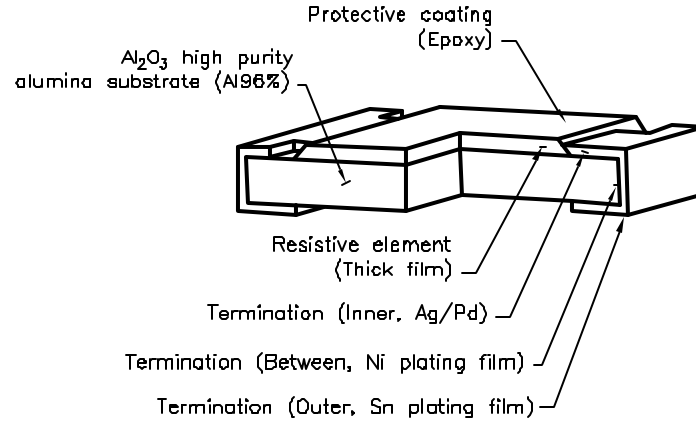 Protective coating
(Epoxy)
Al₂O₃ high purity
alumina substrate (Al96%)
Resistive element
(Thick film)
Termination (Inner, Ag/Pd)
Termination (Between, Ni plating film)
Termination (Outer, Sn plating film)